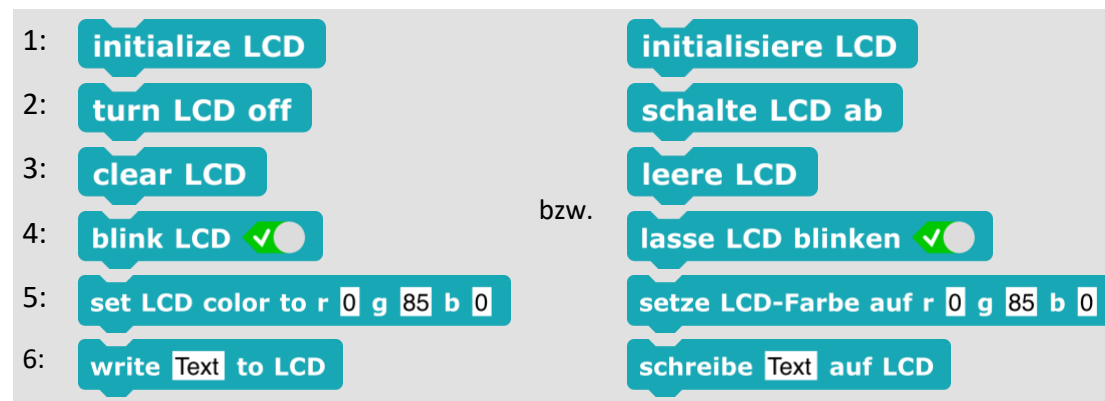 1: initialize LCD initialisiere LCD
2: turn LCD off schalte LCD ab
3: clear LCD leere LCD
bzw.
4: blink LCD lasse LCD blinken
5: set LCD color to r 0 g 85 b 0 setze LCD-Farbe auf r 0 g 85 b 0
6: write Text to LCD schreibe Text auf LCD